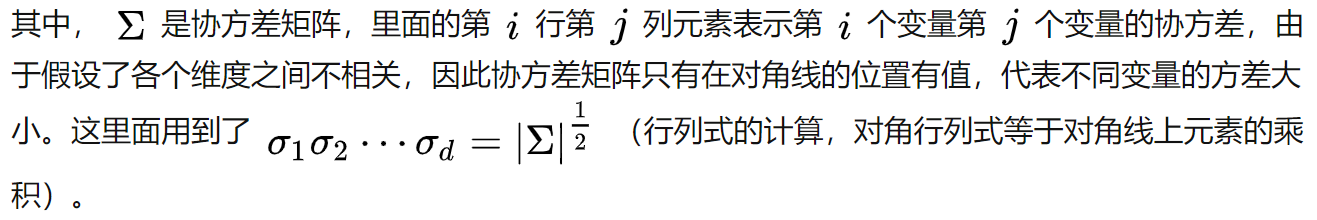 其中， Σ 是协方差矩阵，里面的第 i 行第 j 列元素表示第 i 个变量第 j 个变量的协方差，由
于假设了各个维度之间不相关，因此协方差矩阵只有在对角线的位置有值，代表不同变量的方差大
小。这里面用到了 σ₁σ₂ ⋯ σ_d = |Σ|^{1/2} （行列式的计算，对角行列式等于对角线上元素的乘
积）。